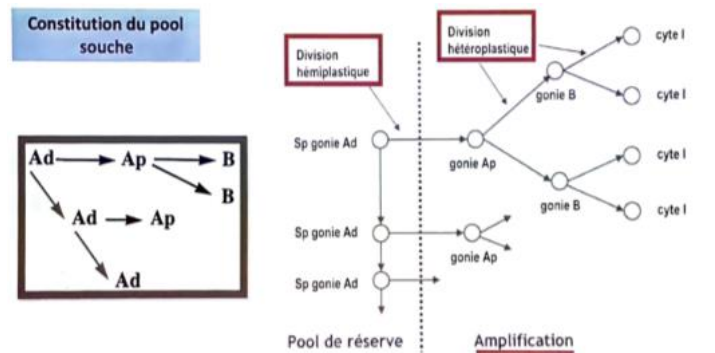 Constitution du pool
souche
Ad Ap B
B
Ad Ap
Ad
Division
hémiplastique
Division
hétéroplastique
cyte I
gonie B
cyte I
Sp gonie Ad
gonie Ap
cyte I
gonie B
cyte I
Sp gonie Ad
gonie Ap
Sp gonie Ad
Pool de réserve
Amplification